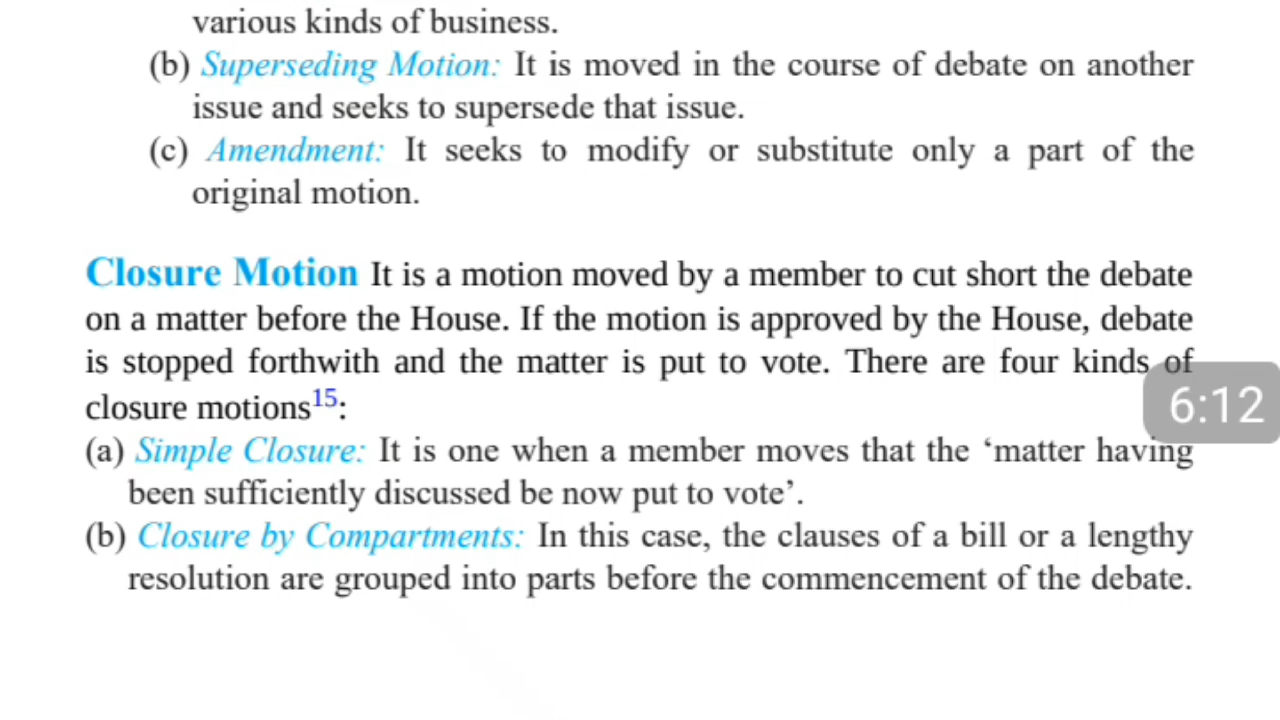 various kinds of business.
(b) Superseding Motion: It is moved in the course of debate on another
issue and seeks to supersede that issue.
(c) Amendment: It seeks to modify or substitute only a part of the
original motion.
Closure Motion It is a motion moved by a member to cut short the debate
on a matter before the House. If the motion is approved by the House, debate
is stopped forthwith and the matter is put to vote. There are four kinds of
closure motions15:
6:12
(a) Simple Closure: It is one when a member moves that the ‘matter having
been sufficiently discussed be now put to vote’.
(b) Closure by Compartments: In this case, the clauses of a bill or a lengthy
resolution are grouped into parts before the commencement of the debate.